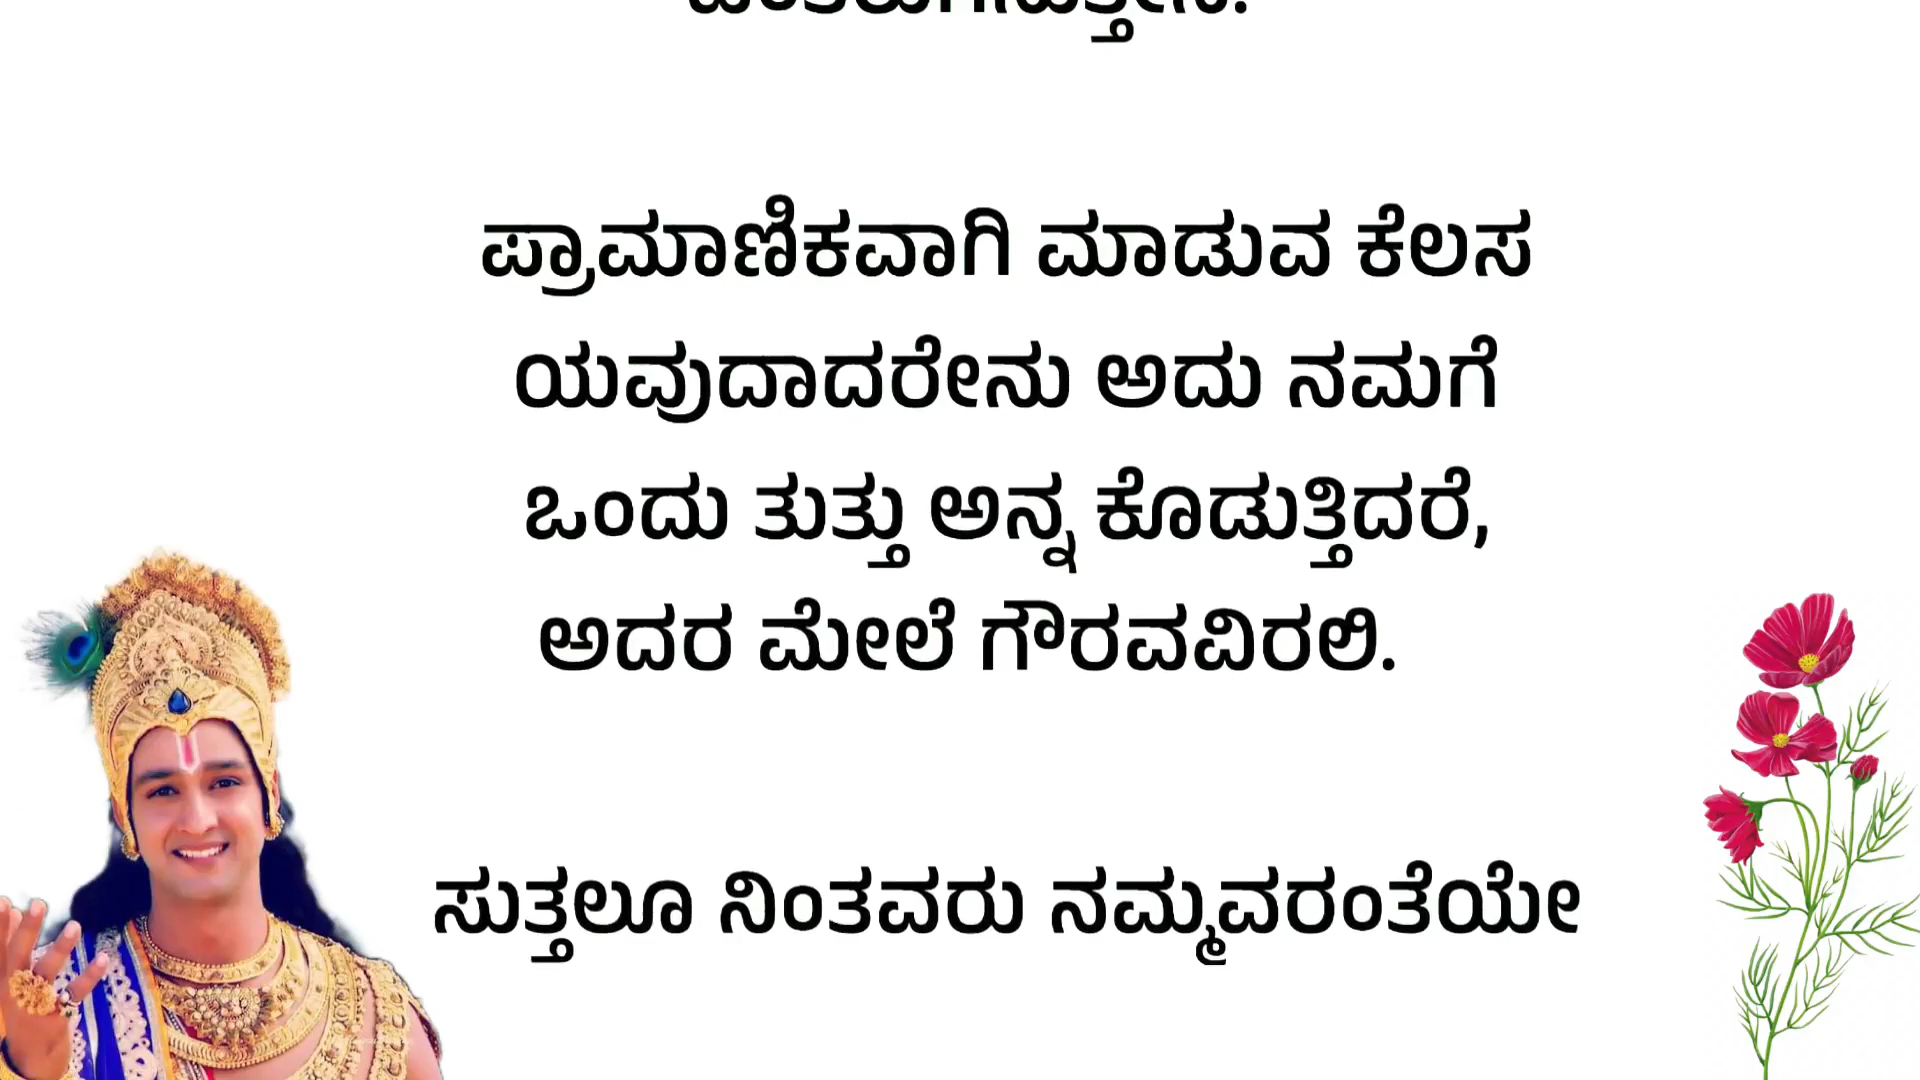 ಪ್ರಾಮಾಣಿಕವಾಗಿ ಮಾಡುವ ಕೆಲಸ
ಯವುದಾದರೇನು ಅದು ನಮಗೆ
ಒಂದು ತುತ್ತು ಅನ್ನ ಕೊಡುತ್ತಿದರೆ,
ಅದರ ಮೇಲೆ ಗೌರವವಿರಲಿ.
ಸುತ್ತಲೂ ನಿಂತವರು ನಮ್ಮವರಂತೆಯೇ